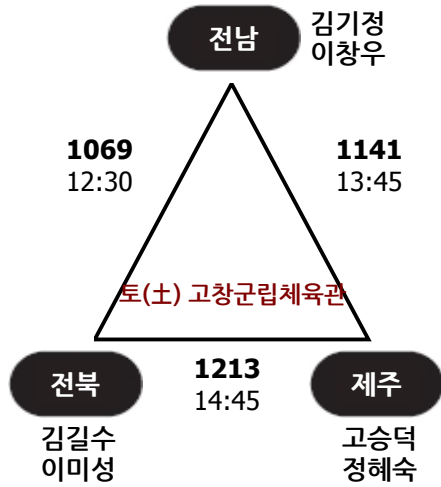 전남
김기정
이창우
1069
12:30
1141
13:45
토(土) 고창군립체육관
전북
1213
14:45
제주
김길수
이미성
고승덕
정혜숙